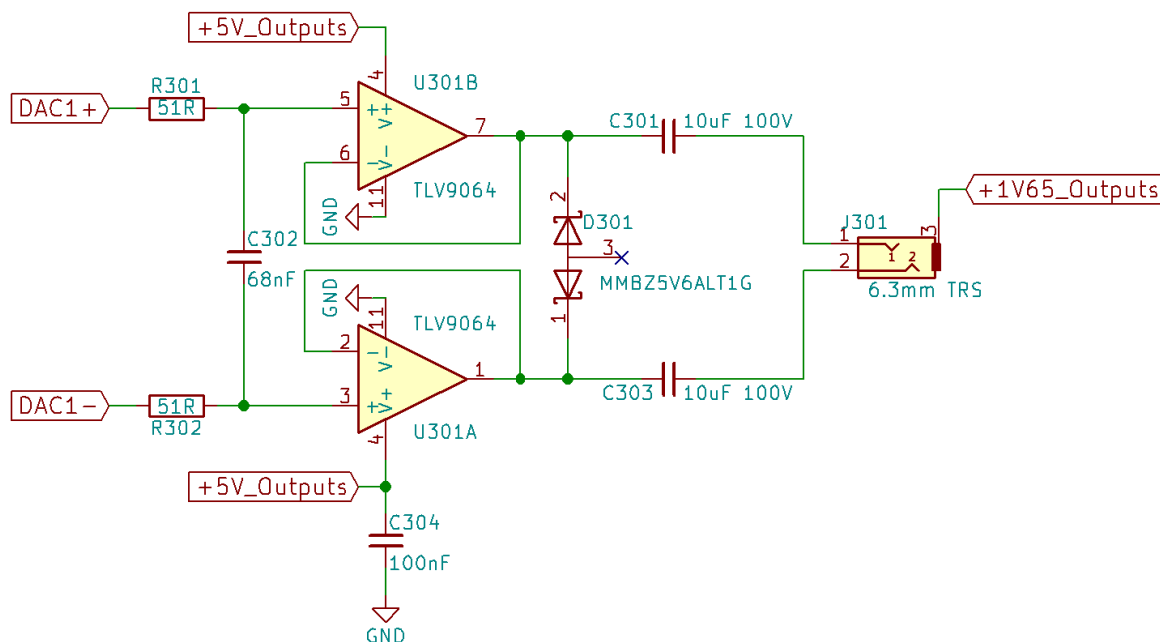 +5V_Outputs
R301
DAC1+
51R
4
U301B
5
+
V+
7
6
V-
11
TLV9064
GND
C301
10uF 100V
+1V65_Outputs
2
D301
3
MMBZ5V6ALT1G
1
J301
3
1
2
1
2
6.3mm TRS
C302
68nF
GND
11
TLV9064
2
V-
1
3
+
V+
4
U301A
C303
10uF 100V
DAC1-
51R
R302
+5V_Outputs
C304
100nF
GND